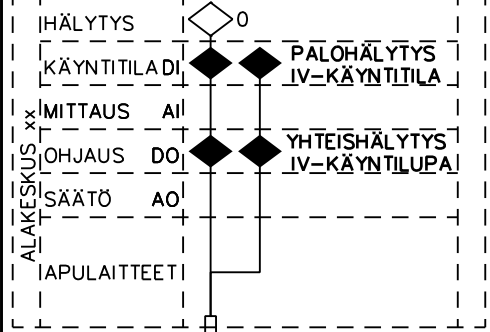 HÄLYTYS 0
KÄYNTITILA DI PALOHÄLYTYS
IV-KÄYNTITILA
MITTAUS AI
OHJAUS DO YHTEISHÄLYTYS
IV-KÄYNTILUPA
SÄÄTÖ AO
APULAITTEET
ALAKESKUS xx